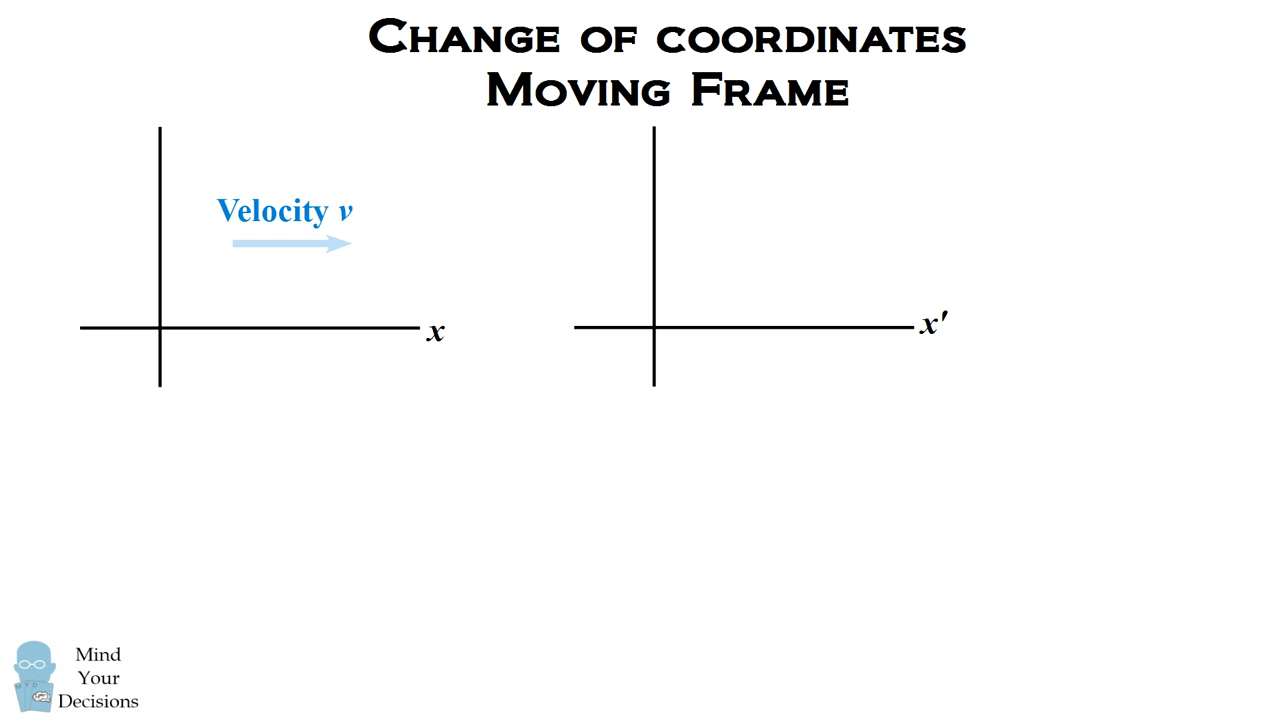 Change of coordinates
Moving Frame
Velocity v
x
x′
Mind
Your
Decisions